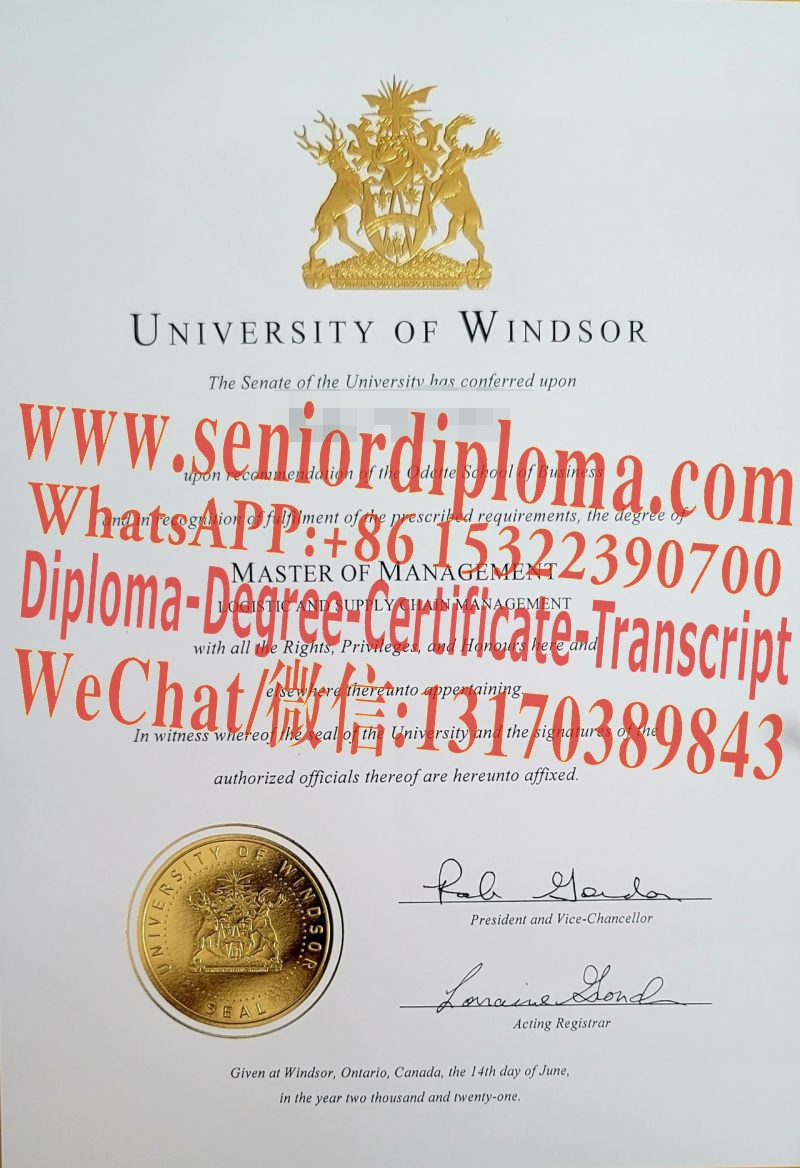 UNIVERSITY OF WINDSOR
The Senate of the University has conferred upon
www.seniordiploma.com
upon recommendation of the Odette School of Business
WhatsAPP:+86 15322390700
and in recognition of fulfilment of the prescribed requirements, the degree of
MASTER OF MANAGEMENT
Diploma-Degree-Certificate-Transcript
LOGISTIC AND SUPPLY CHAIN MANAGEMENT
with all the Rights, Privileges, and Honours here and
WeChat/微信:13170389843
elsewhere thereunto appertaining.
In witness whereof the seal of the University and the signatures of the
authorized officials thereof are hereunto affixed.
UNIVERSITY OF WINDSOR
SEAL
Rob Gordon
President and Vice-Chancellor
Lorraine
Acting Registrar
Given at Windsor, Ontario, Canada, the 14th day of June,
in the year two thousand and twenty-one.